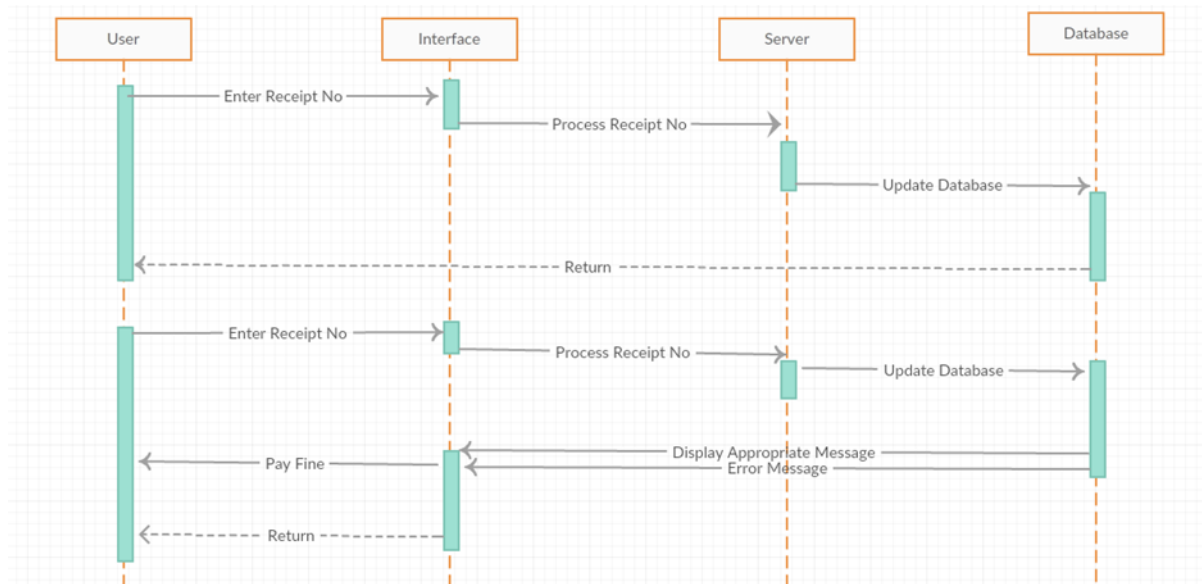 User
Interface
Server
Database
Enter Receipt No
Process Receipt No
Update Database
Return
Enter Receipt No
Process Receipt No
Update Database
Display Appropriate Message
Pay Fine
Error Message
Return